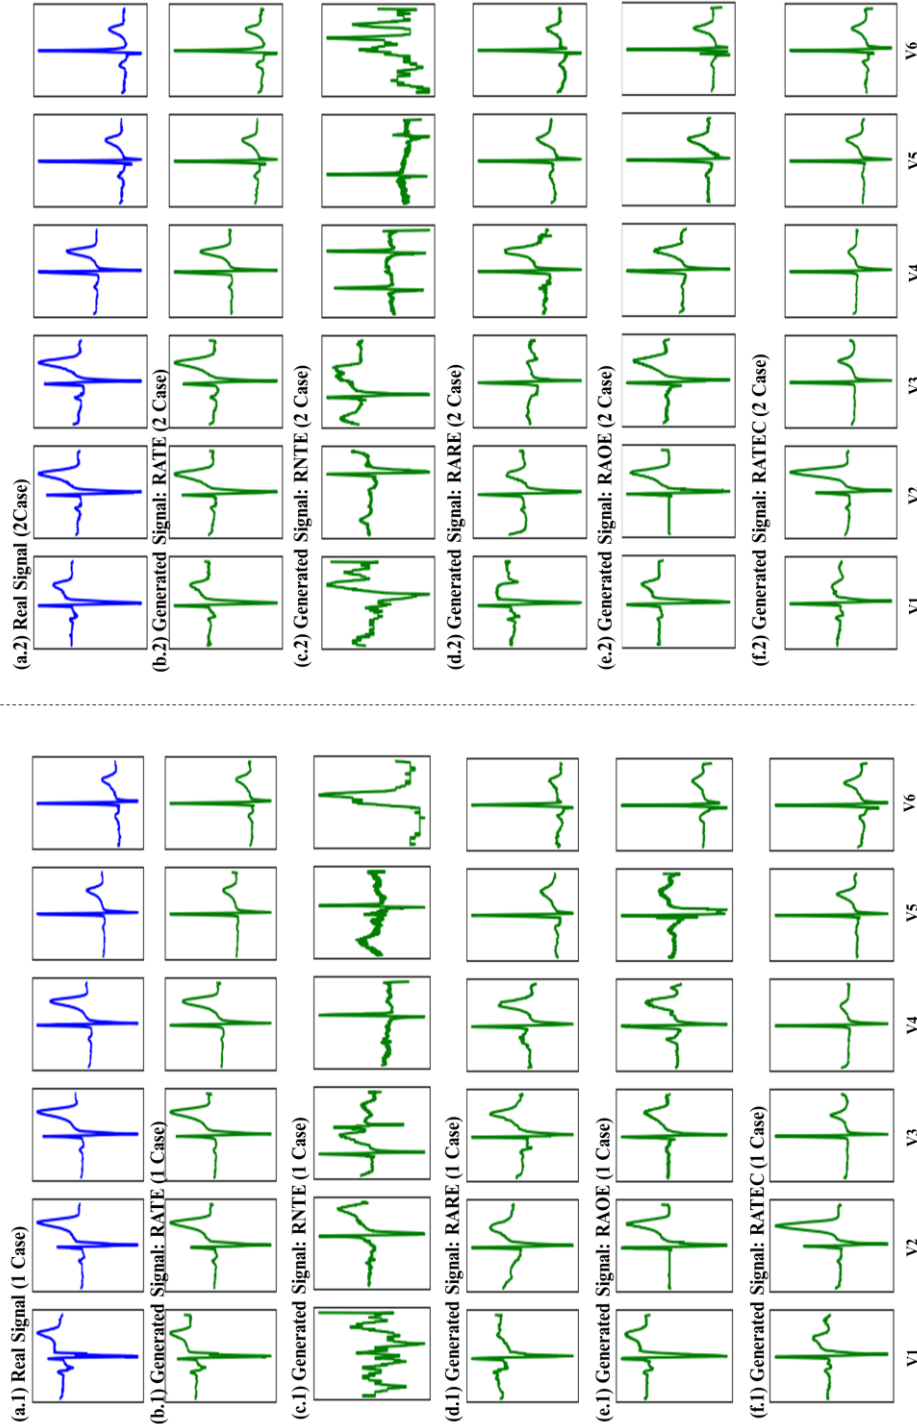 (a.1) Real Signal (1 Case)
(b.1) Generated Signal: RATE (1 Case)
(c.1) Generated Signal: RNTE (1 Case)
(d.1) Generated Signal: RARE (1 Case)
(e.1) Generated Signal: RAOE (1 Case)
(f.1) Generated Signal: RATEC (1 Case)
V1 V2 V3 V4 V5 V6
(a.2) Real Signal (2Case)
(b.2) Generated Signal: RATE (2 Case)
(c.2) Generated Signal: RNTE (2 Case)
(d.2) Generated Signal: RARE (2 Case)
(e.2) Generated Signal: RAOE (2 Case)
(f.2) Generated Signal: RATEC (2 Case)
V1 V2 V3 V4 V5 V6